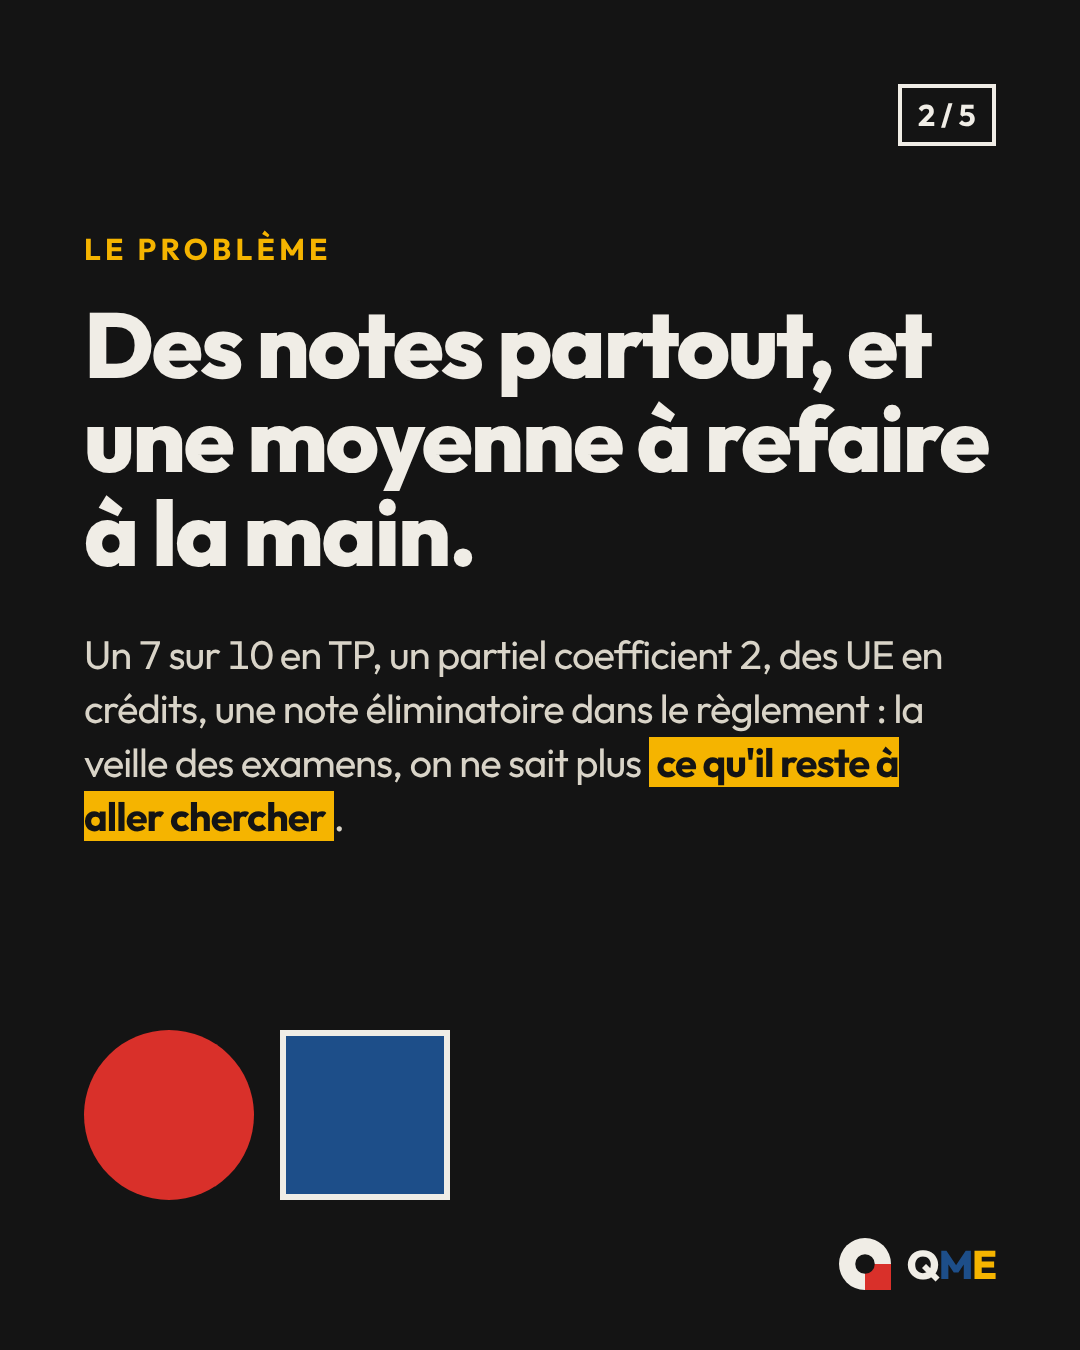 2 / 5
LE PROBLÈME
Des notes partout, et
une moyenne à refaire
à la main.
Un 7 sur 10 en TP, un partiel coefficient 2, des UE en
crédits, une note éliminatoire dans le règlement : la
veille des examens, on ne sait plus ce qu'il reste à
aller chercher .
QME